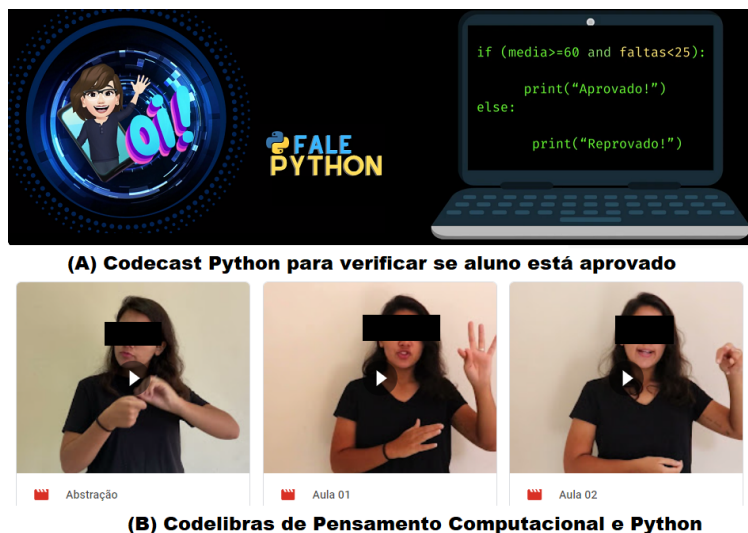 oi!
FALE
PYTHON
if (media>=60 and faltas<25):
print(“Aprovado!”)
else:
print(“Reprovado!”)
(A) Codecast Python para verificar se aluno está aprovado
Abstração
Aula 01
Aula 02
(B) Codelibras de Pensamento Computacional e Python